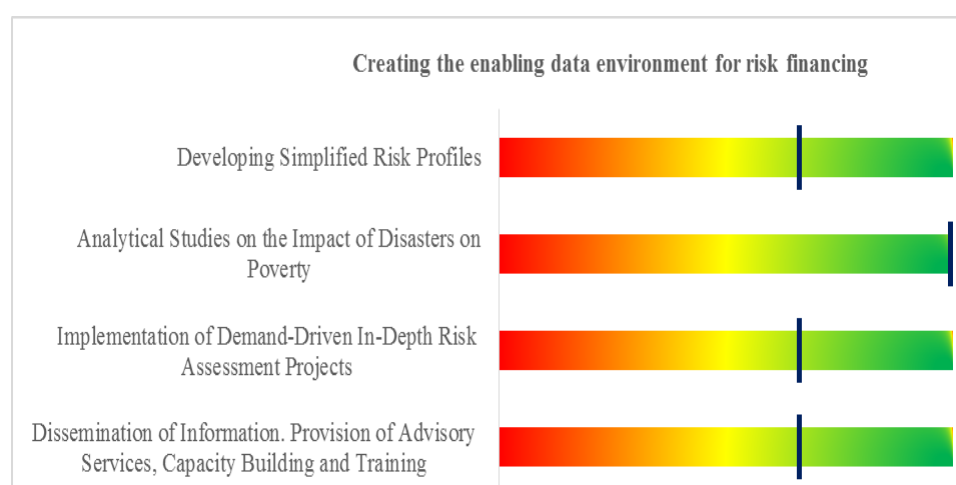 Creating the enabling data environment for risk financing
Developing Simplified Risk Profiles
Analytical Studies on the Impact of Disasters on
Poverty
Implementation of Demand-Driven In-Depth Risk
Assessment Projects
Dissemination of Information. Provision of Advisory
Services, Capacity Building and Training